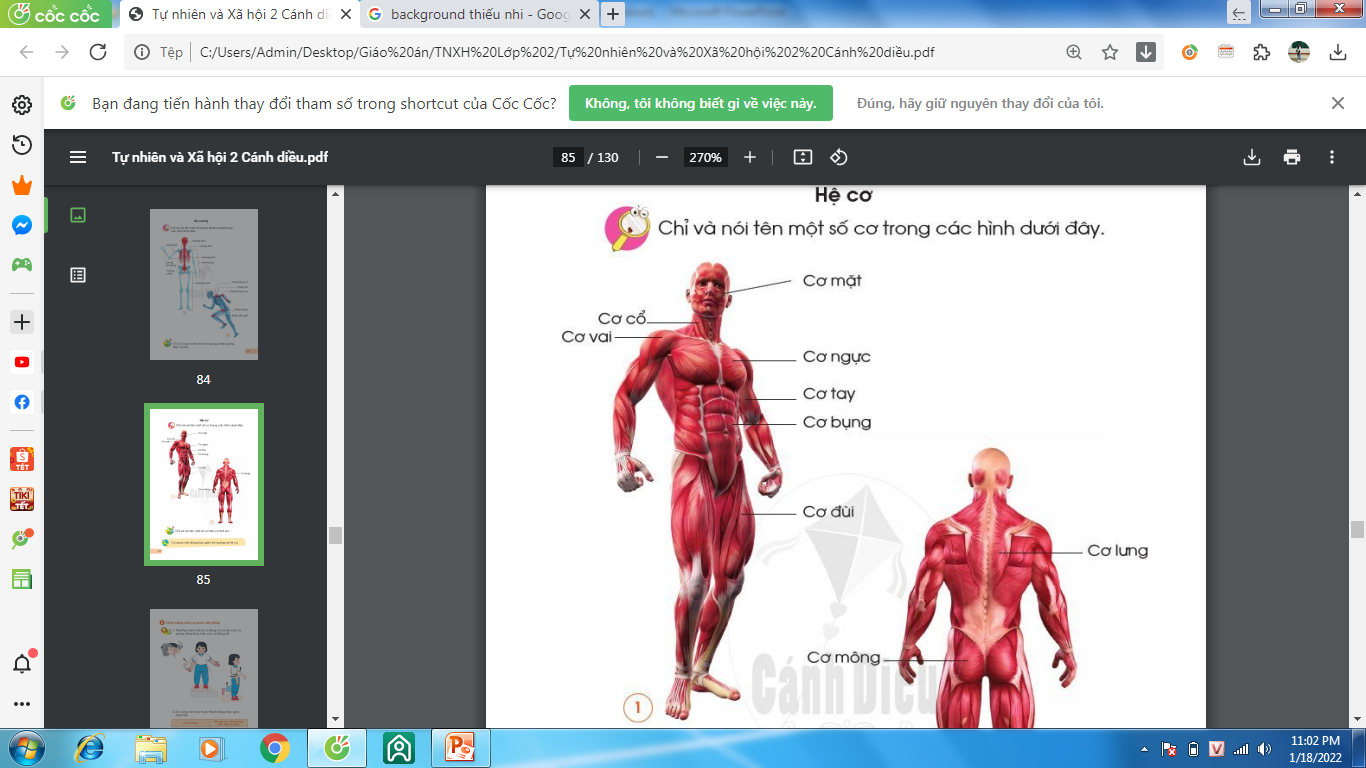 cốc cốc
Tự nhiên và Xã hội 2 Cánh di
background thiếu nhi - Goog
Tệp
C:/Users/Admin/Desktop/Giáo%20án/TNXH%20Lớp%202/Tự%20nhiên%20và%20Xã%20hội%202%20Cánh%20diều.pdf
Bạn đang tiến hành thay đổi tham số trong shortcut của Cốc Cốc?
Không, tôi không biết gì về việc này.
Đúng, hãy giữ nguyên thay đổi của tôi.
Tự nhiên và Xã hội 2 Cánh diều.pdf
85 / 130
270%
84
85
Hệ cơ
Chỉ và nói tên một số cơ trong các hình dưới đây.
Cơ mặt
Cơ cổ
Cơ vai
Cơ ngực
Cơ tay
Cơ bụng
Cơ đùi
Cơ lưng
Cơ mông
Cánh Diều
1
TẾT
TIKI
TẾT
11:02 PM
1/18/2022